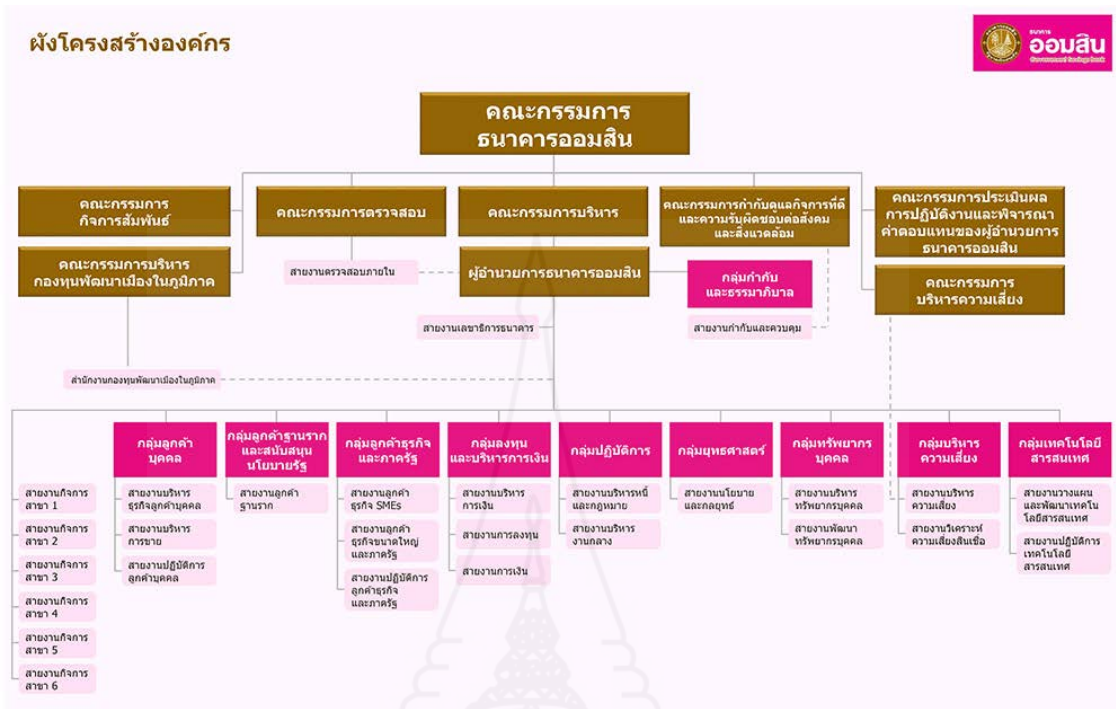 ผังโครงสร้างองค์กร
ธนาคาร
ออมสิน
Government Savings Bank
คณะกรรมการ
ธนาคารออมสิน
คณะกรรมการ
กิจการสัมพันธ์
คณะกรรมการตรวจสอบ
คณะกรรมการบริหาร
คณะกรรมการกำกับดูแลกิจการที่ดี
และความรับผิดชอบต่อสังคม
และสิ่งแวดล้อม
คณะกรรมการประเมินผล
การปฏิบัติงานและพิจารณา
ค่าตอบแทนของผู้อำนวยการ
ธนาคารออมสิน
คณะกรรมการบริหาร
กองทุนพัฒนาเมืองในภูมิภาค
สายงานตรวจสอบภายใน
ผู้อำนวยการธนาคารออมสิน
กลุ่มกำกับ
และธรรมาภิบาล
คณะกรรมการ
บริหารความเสี่ยง
สายงานเลขาธิการธนาคาร
สายงานกำกับและควบคุม
สำนักงานกองทุนพัฒนาเมืองในภูมิภาค
กลุ่มลูกค้า
บุคคล
กลุ่มลูกค้าฐานราก
และสนับสนุน
นโยบายรัฐ
กลุ่มลูกค้าธุรกิจ
และภาครัฐ
กลุ่มลงทุน
และบริหารการเงิน
กลุ่มปฏิบัติการ
กลุ่มยุทธศาสตร์
กลุ่มทรัพยากร
บุคคล
กลุ่มบริหาร
ความเสี่ยง
กลุ่มเทคโนโลยี
สารสนเทศ
สายงานกิจการ
สาขา 1
สายงานกิจการ
สาขา 2
สายงานกิจการ
สาขา 3
สายงานกิจการ
สาขา 4
สายงานกิจการ
สาขา 5
สายงานกิจการ
สาขา 6
สายงานบริหาร
ธุรกิจลูกค้าบุคคล
สายงานบริหาร
การขาย
สายงานปฏิบัติการ
ลูกค้าบุคคล
สายงานลูกค้า
ฐานราก
สายงานลูกค้า
ธุรกิจ SMEs
สายงานลูกค้า
ธุรกิจขนาดใหญ่
และภาครัฐ
สายงานปฏิบัติการ
ลูกค้าธุรกิจ
และภาครัฐ
สายงานบริหาร
การเงิน
สายงานการลงทุน
สายงานการเงิน
สายงานบริหารหนี้
และกฎหมาย
สายงานบริหาร
งานกลาง
สายงานนโยบาย
และกลยุทธ์
สายงานบริหาร
ทรัพยากรบุคคล
สายงานพัฒนา
ทรัพยากรบุคคล
สายงานบริหาร
ความเสี่ยง
สายงานวิเคราะห์
ความเสี่ยงสินเชื่อ
สายงานวางแผน
และพัฒนาเทคโน
โลยีสารสนเทศ
สายงานปฏิบัติการ
เทคโนโลยี
สารสนเทศ